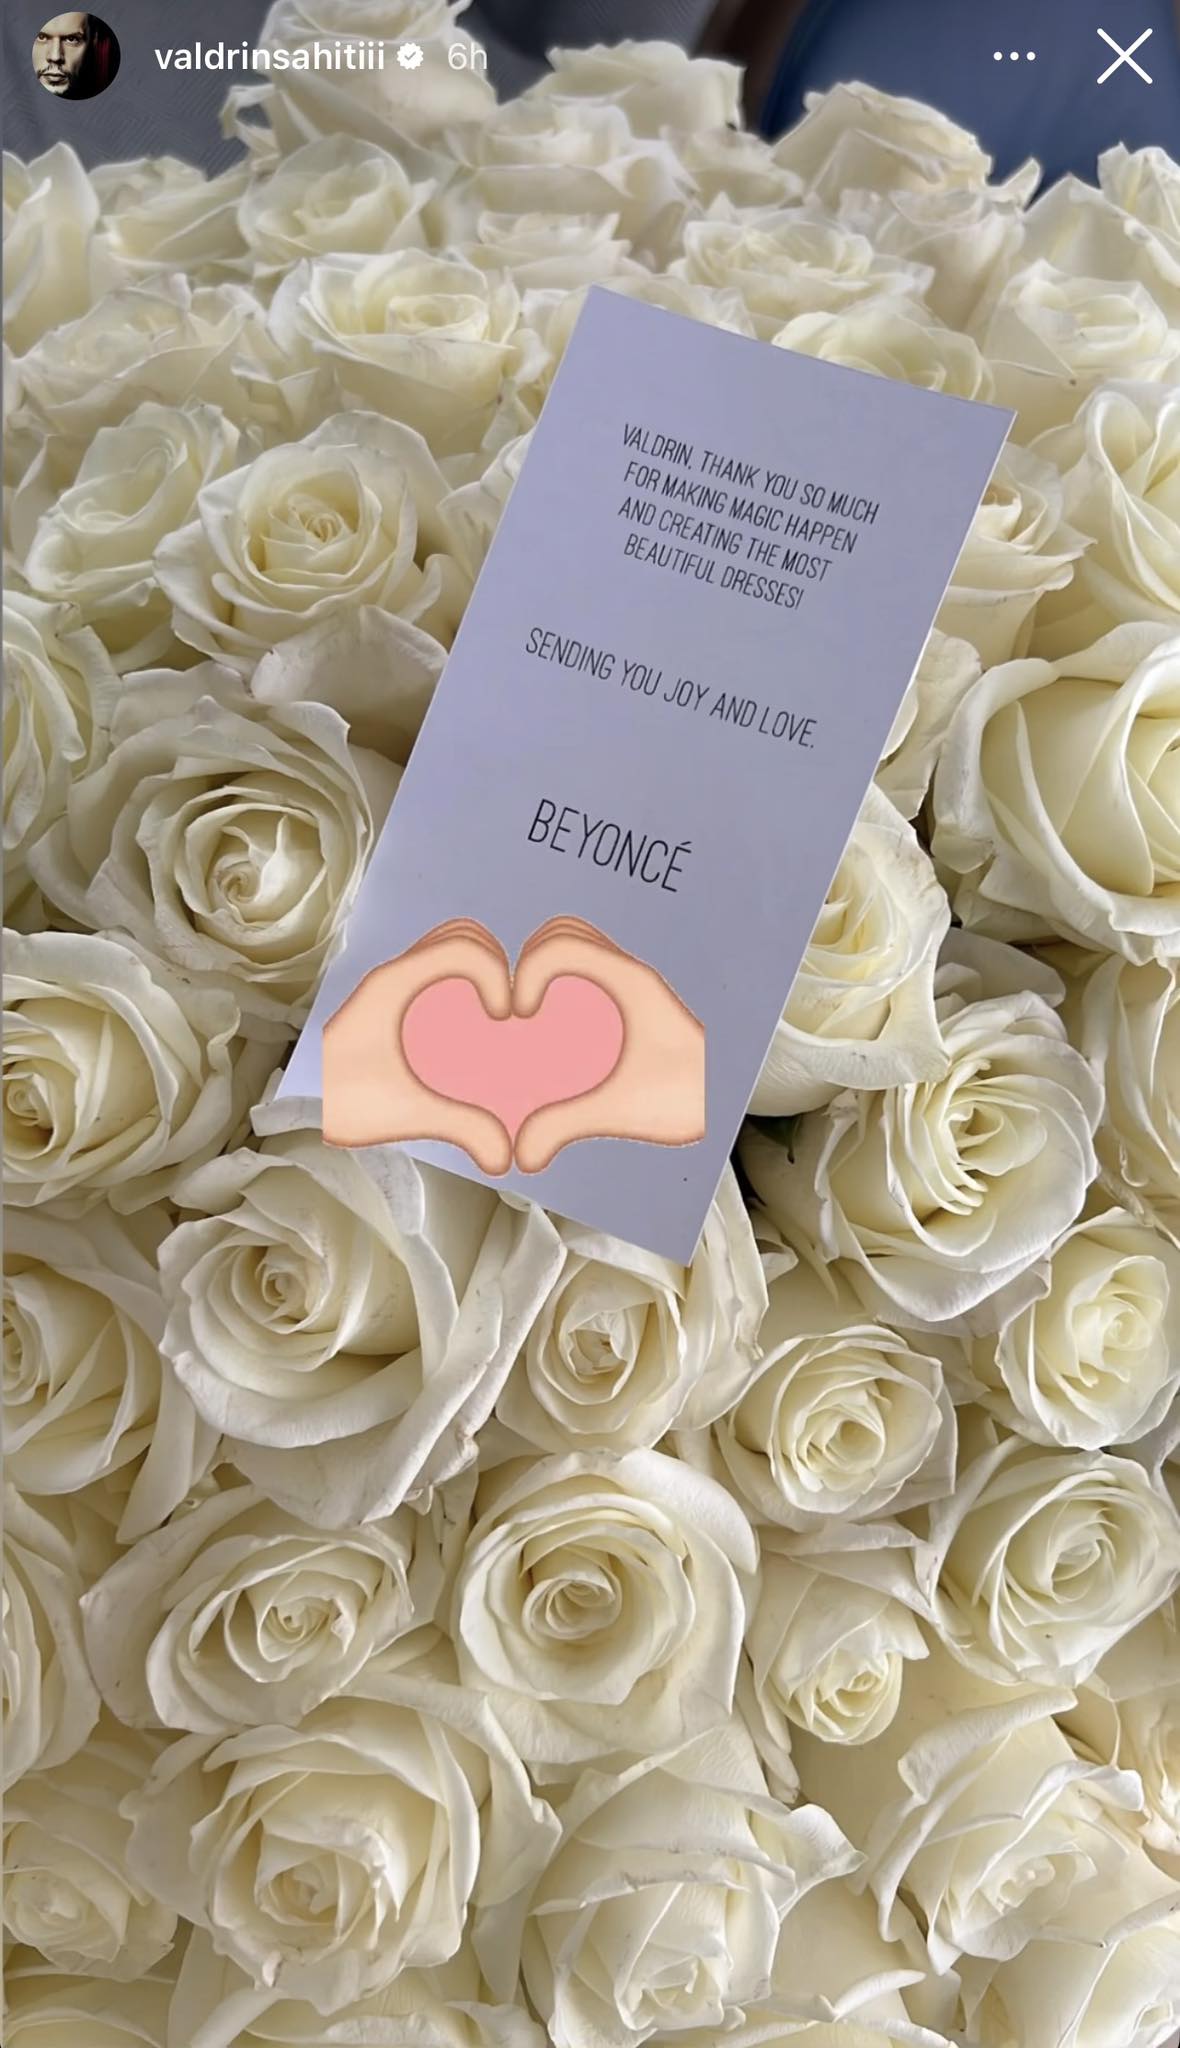 valdrinsahitiii 6h
VALDRIN, THANK YOU SO MUCH
FOR MAKING MAGIC HAPPEN
AND CREATING THE MOST
BEAUTIFUL DRESSES!
SENDING YOU JOY AND LOVE.
BEYONCÉ